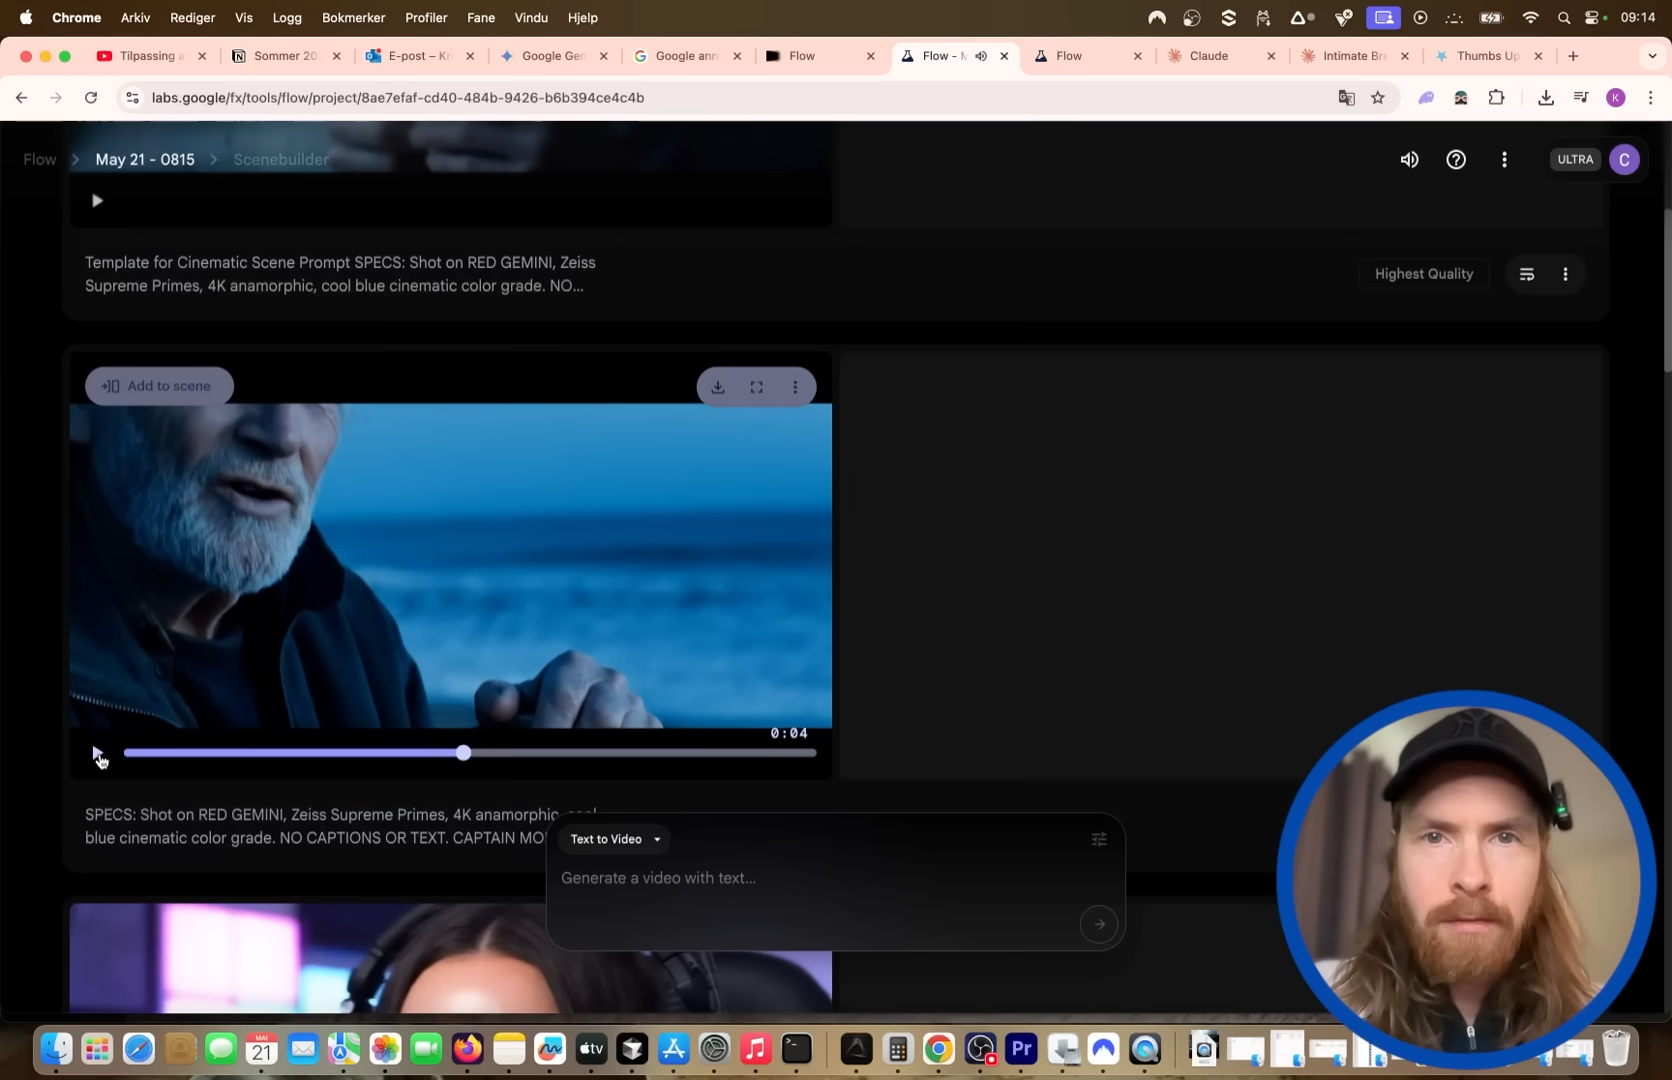 Chrome Arkiv Rediger Vis Logg Bokmerker Profiler Fane Vindu Hjelp 09:14
Tilpassing Sommer 20 E-post – Kr Google Gem Google ann Flow Flow - M Flow Claude Intimate Bre Thumbs Up
labs.google/fx/tools/flow/project/8ae7efaf-cd40-484b-9426-b6b394ce4c4b K
Flow May 21 - 0815 Scenebuilder ULTRA C
Template for Cinematic Scene Prompt SPECS: Shot on RED GEMINI, Zeiss
Supreme Primes, 4K anamorphic, cool blue cinematic color grade. NO...
Highest Quality
Add to scene
0:04
SPECS: Shot on RED GEMINI, Zeiss Supreme Primes, 4K anamorphic, cool
blue cinematic color grade. NO CAPTIONS OR TEXT. CAPTAIN MO
Text to Video
Generate a video with text...
MAI
21
tv
Pr